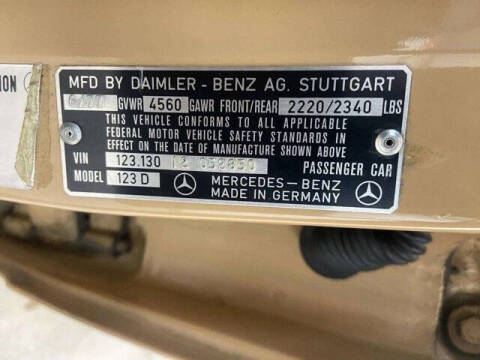 ION
MFD BY DAIMLER - BENZ AG. STUTTGART
GVWR 4560 GAWR FRONT/REAR 2220/2340 LBS
THIS VEHICLE CONFORMS TO ALL APPLICABLE
FEDERAL MOTOR VEHICLE SAFETY STANDARDS IN
EFFECT ON THE DATE OF MANUFACTURE SHOWN ABOVE
VIN 123.130 12 052850 PASSENGER CAR
MODEL 123 D MERCEDES-BENZ
MADE IN GERMANY